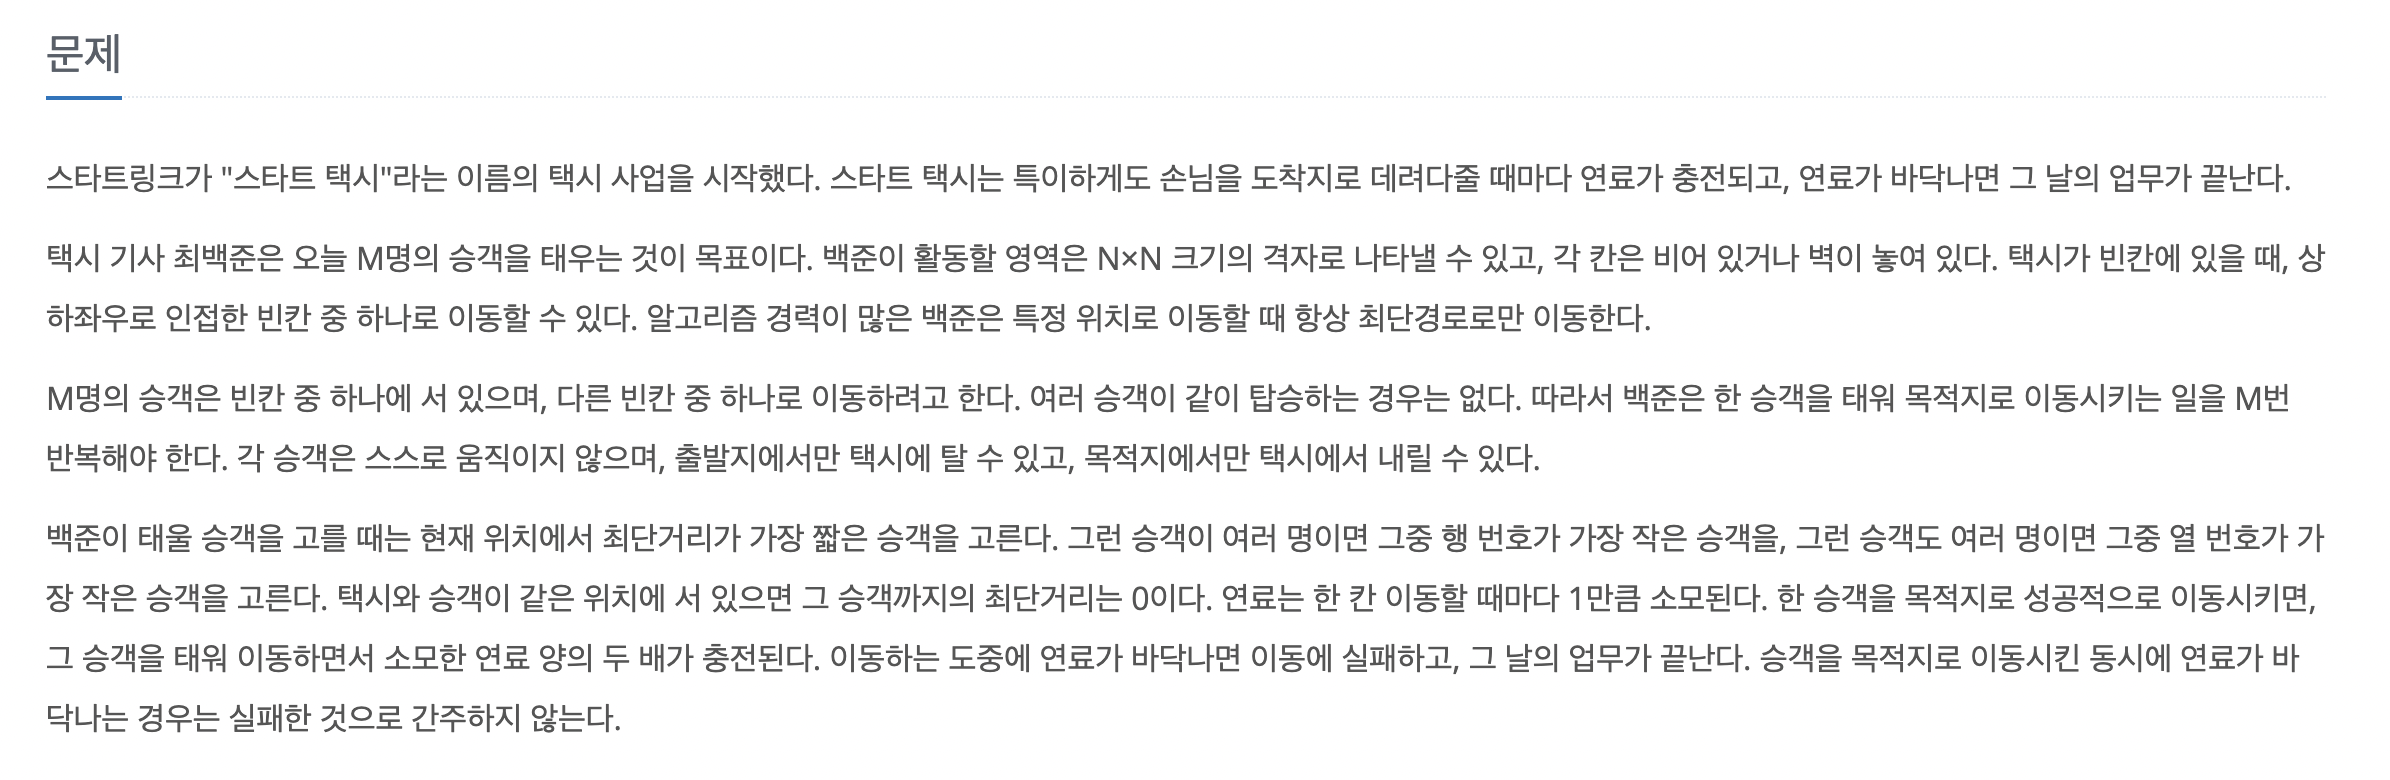 문제
스타트링크가 "스타트 택시"라는 이름의 택시 사업을 시작했다. 스타트 택시는 특이하게도 손님을 도착지로 데려다줄 때마다 연료가 충전되고, 연료가 바닥나면 그 날의 업무가 끝난다.
택시 기사 최백준은 오늘 M명의 승객을 태우는 것이 목표이다. 백준이 활동할 영역은 N×N 크기의 격자로 나타낼 수 있고, 각 칸은 비어 있거나 벽이 놓여 있다. 택시가 빈칸에 있을 때, 상
하좌우로 인접한 빈칸 중 하나로 이동할 수 있다. 알고리즘 경력이 많은 백준은 특정 위치로 이동할 때 항상 최단경로로만 이동한다.
M명의 승객은 빈칸 중 하나에 서 있으며, 다른 빈칸 중 하나로 이동하려고 한다. 여러 승객이 같이 탑승하는 경우는 없다. 따라서 백준은 한 승객을 태워 목적지로 이동시키는 일을 M번
반복해야 한다. 각 승객은 스스로 움직이지 않으며, 출발지에서만 택시에 탈 수 있고, 목적지에서만 택시에서 내릴 수 있다.
백준이 태울 승객을 고를 때는 현재 위치에서 최단거리가 가장 짧은 승객을 고른다. 그런 승객이 여러 명이면 그중 행 번호가 가장 작은 승객을, 그런 승객도 여러 명이면 그중 열 번호가 가
장 작은 승객을 고른다. 택시와 승객이 같은 위치에 서 있으면 그 승객까지의 최단거리는 0이다. 연료는 한 칸 이동할 때마다 1만큼 소모된다. 한 승객을 목적지로 성공적으로 이동시키면,
그 승객을 태워 이동하면서 소모한 연료 양의 두 배가 충전된다. 이동하는 도중에 연료가 바닥나면 이동에 실패하고, 그 날의 업무가 끝난다. 승객을 목적지로 이동시킨 동시에 연료가 바
닥나는 경우는 실패한 것으로 간주하지 않는다.